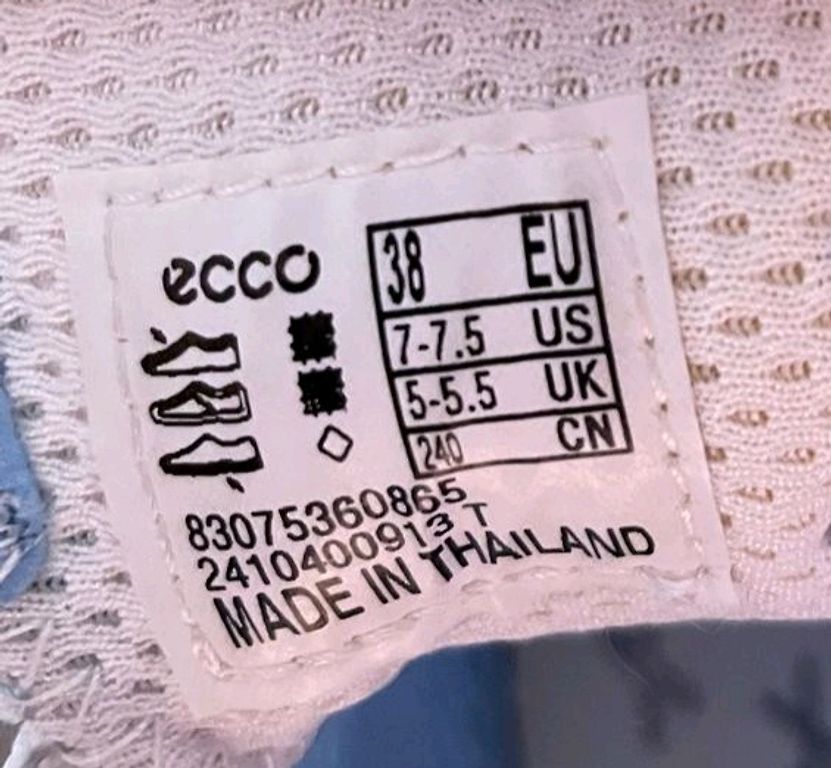 ecco
38 EU
7-7.5 US
5-5.5 UK
240 CN
83075360865
2410400913 T
MADE IN THAILAND